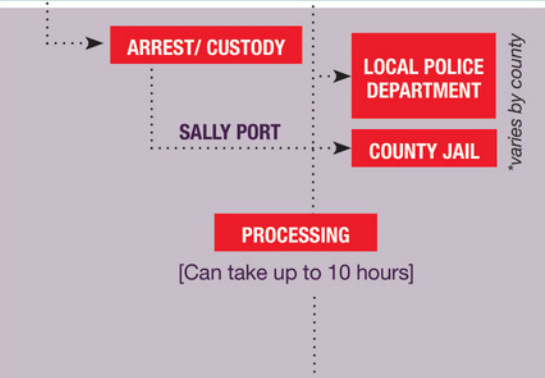 ARREST/ CUSTODY
LOCAL POLICE
DEPARTMENT
*varies by county
SALLY PORT
COUNTY JAIL
PROCESSING
[Can take up to 10 hours]